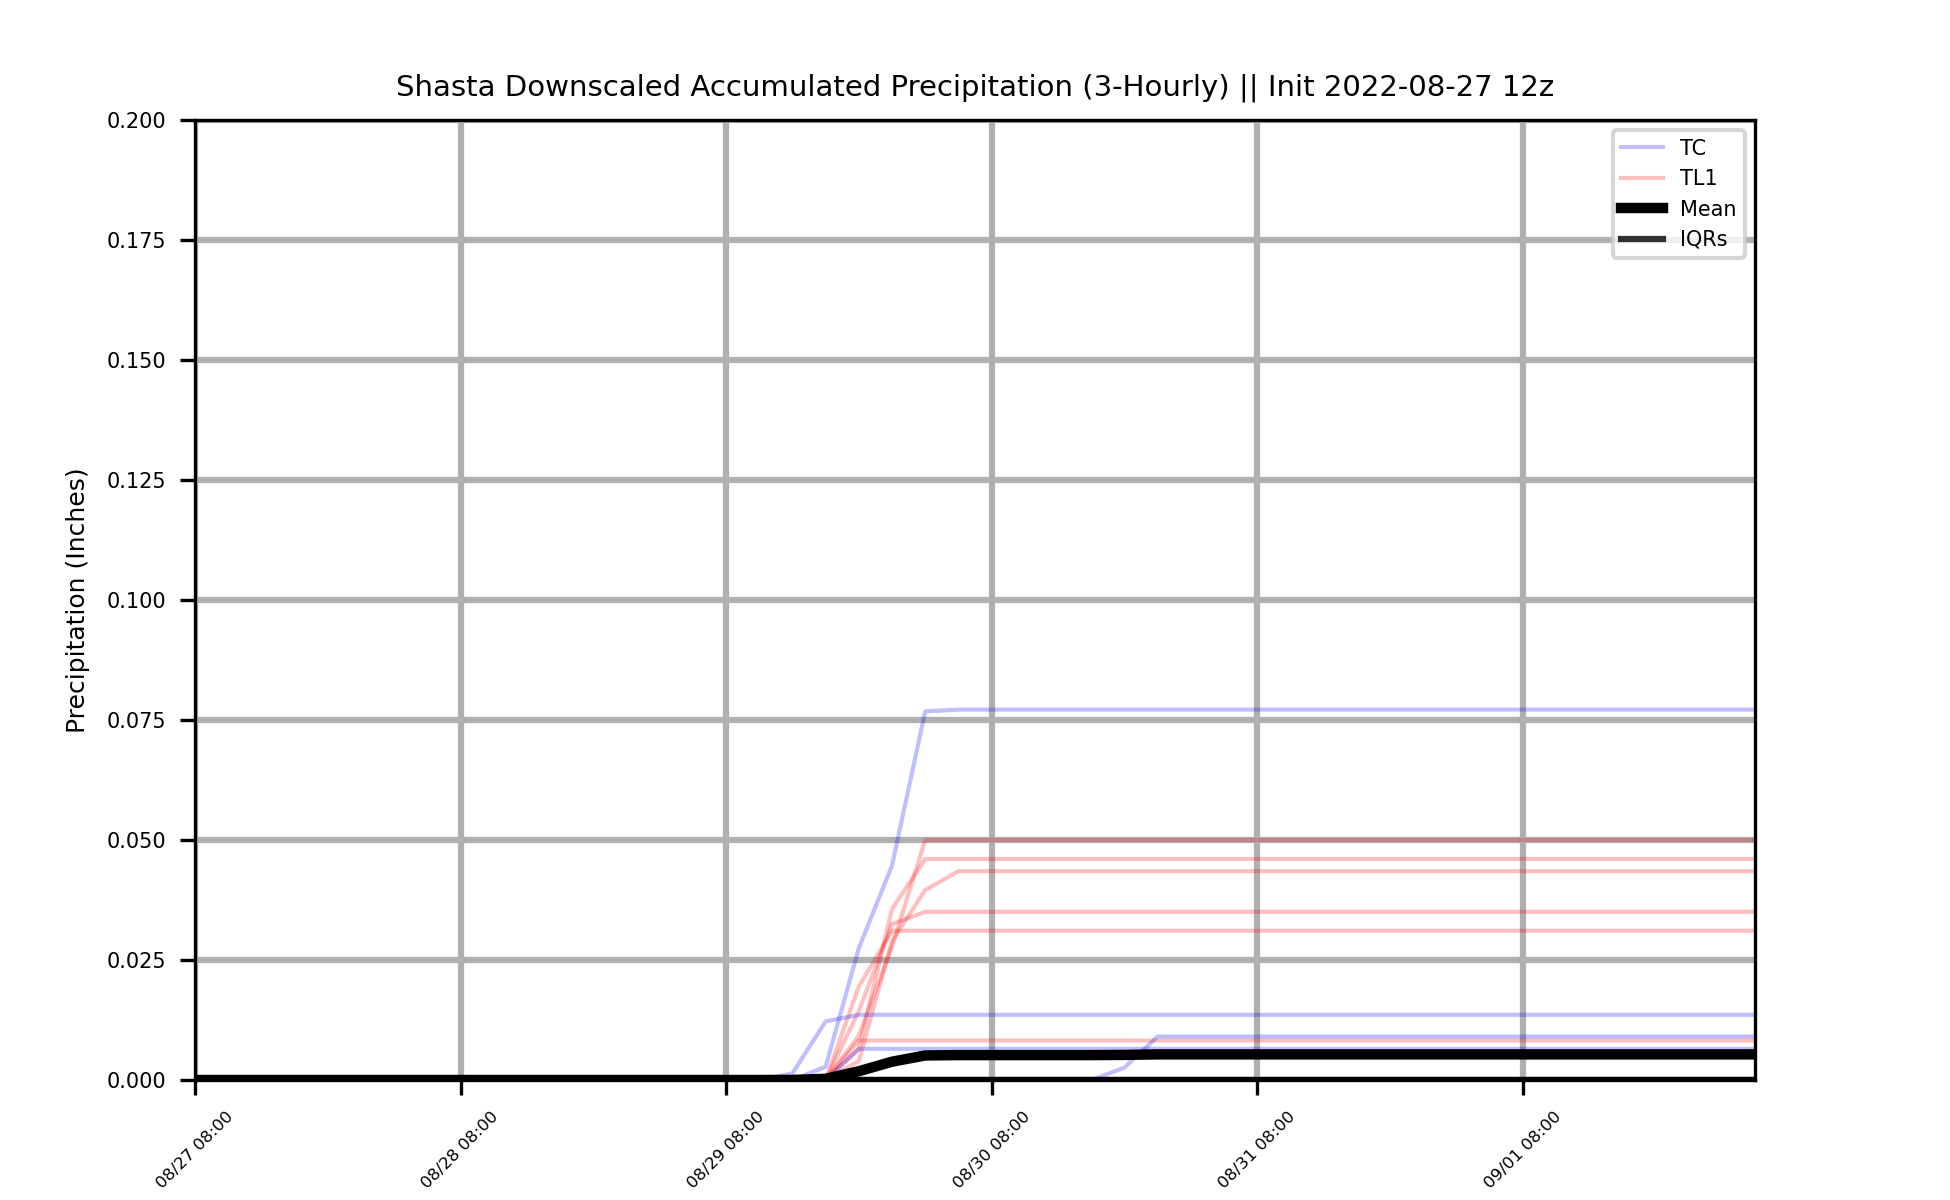 Shasta Downscaled Accumulated Precipitation (3-Hourly) || Init 2022-08-27 12z
TC
TL1
Mean
IQRs
Precipitation (Inches)
0.200
0.175
0.150
0.125
0.100
0.075
0.050
0.025
0.000
08/27 08:00
08/28 08:00
08/29 08:00
08/30 08:00
08/31 08:00
09/01 08:00